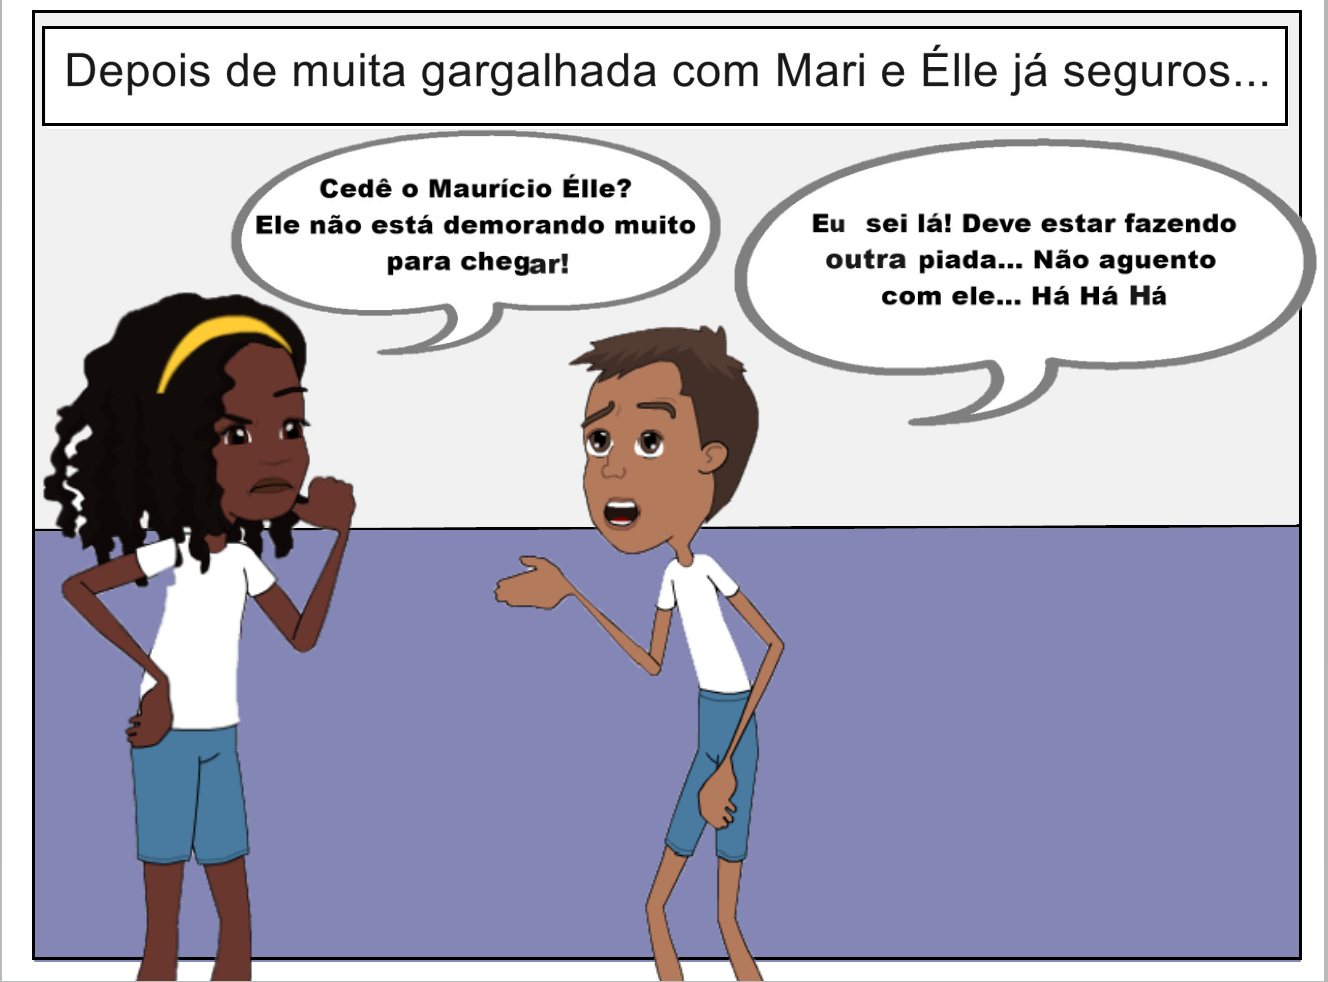 Depois de muita gargalhada com Mari e Élle já seguros...
Cedê o Maurício Élle?
Ele não está demorando muito
para chegar!
Eu sei lá! Deve estar fazendo
outra piada... Não aguento
com ele... Há Há Há